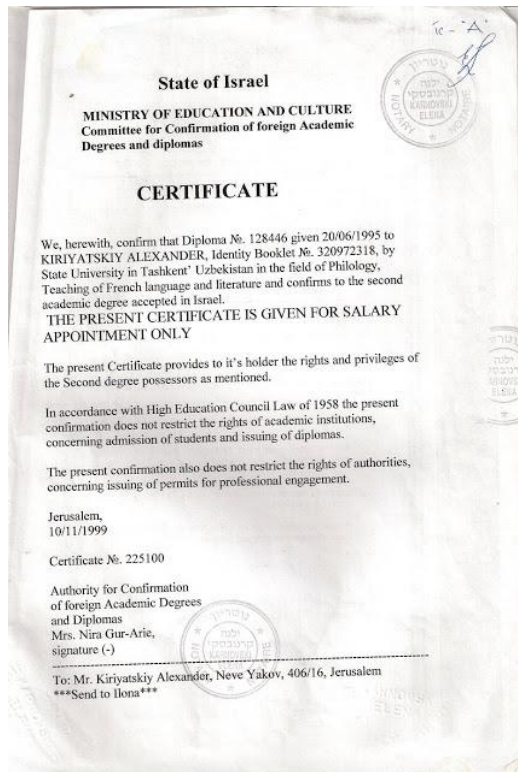 "A" - נס
נוטריון
ילנה
קרנובסקי
KARNOVSKI
ELENA
NOTARY
NOTAIRE
State of Israel
MINISTRY OF EDUCATION AND CULTURE
Committee for Confirmation of foreign Academic
Degrees and diplomas
CERTIFICATE
We, herewith, confirm that Diploma №. 128446 given 20/06/1995 to
KIRIYATSKIY ALEXANDER, Identity Booklet №. 320972318, by
State University in Tashkent' Uzbekistan in the field of Philology,
Teaching of French language and literature and confirms to the second
academic degree accepted in Israel.
THE PRESENT CERTIFICATE IS GIVEN FOR SALARY
APPOINTMENT ONLY
The present Certificate provides to it's holder the rights and privileges of
the Second degree possessors as mentioned.
In accordance with High Education Council Law of 1958 the present
confirmation does not restrict the rights of academic institutions,
concerning admission of students and issuing of diplomas.
The present confirmation also does not restrict the rights of authorities,
concerning issuing of permits for professional engagement.
Jerusalem,
10/11/1999
Certificate №. 225100
Authority for Confirmation
of foreign Academic Degrees
and Diplomas
Mrs. Nira Gur-Arie,
signature (-)
To: Mr. Kiriyatskiy Alexander, Neve Yakov, 406/16, Jerusalem
***Send to Ilona***